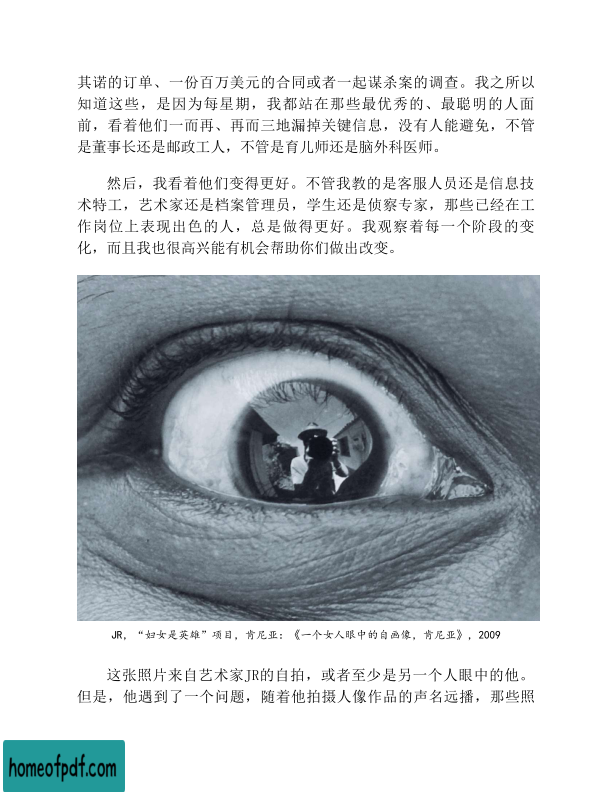 其诺的订单、一份百万美元的合同或者一起谋杀案的调查。我之所以
知道这些，是因为每星期，我都站在那些最优秀的、最聪明的人面
前，看着他们一而再、再而三地漏掉关键信息，没有人能避免，不管
是董事长还是邮政工人，不管是育儿师还是脑外科医师。
然后，我看着他们变得更好。不管我教的是客服人员还是信息技
术特工，艺术家还是档案管理员，学生还是侦察专家，那些已经在工
作岗位上表现出色的人，总是做得更好。我观察着每一个阶段的变
化，而且我也很高兴能有机会帮助你们做出改变。
JR，“妇女是英雄”项目，肯尼亚：《一个女人眼中的自画像，肯尼亚》，2009
这张照片来自艺术家JR的自拍，或者至少是另一个人眼中的他。
但是，他遇到了一个问题，随着他拍摄人像作品的声名远播，那些照
homeofpdf.com